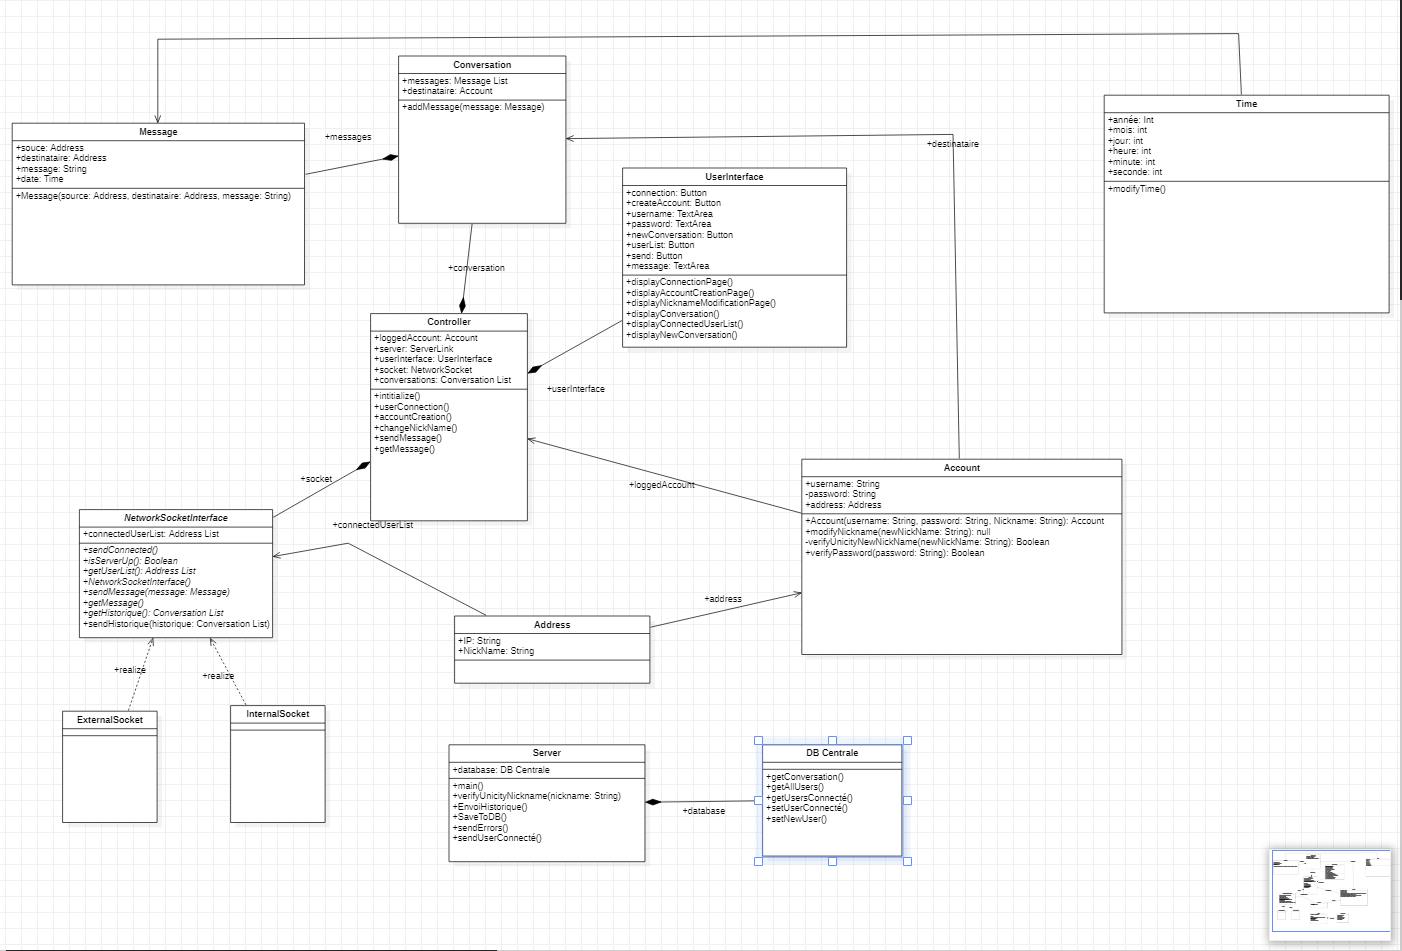 Conversation
+messages: Message List
+destinataire: Account
+addMessage(message: Message)
Time
+année: Int
+mois: int
+jour: int
+heure: int
+minute: int
+seconde: int
+modifyTime()
Message
+souce: Address
+destinataire: Address
+message: String
+date: Time
+Message(source: Address, destinataire: Address, message: String)
+messages
+destinataire
UserInterface
+connection: Button
+createAccount: Button
+username: TextArea
+password: TextArea
+newConversation: Button
+userList: Button
+send: Button
+message: TextArea
+displayConnectionPage()
+displayAccountCreationPage()
+displayNicknameModificationPage()
+displayConversation()
+displayConnectedUserList()
+displayNewConversation()
+conversation
Controller
+loggedAccount: Account
+server: ServerLink
+userInterface: UserInterface
+socket: NetworkSocket
+conversations: Conversation List
+intitialize()
+userConnection()
+accountCreation()
+changeNickName()
+sendMessage()
+getMessage()
+userInterface
+socket
+loggedAccount
Account
+username: String
-password: String
+address: Address
+Account(username: String, password: String, Nickname: String): Account
+modifyNickname(newNickName: String): null
-verifyUnicityNewNickName(newNickName: String): Boolean
+verifyPassword(password: String): Boolean
NetworkSocketInterface
+connectedUserList: Address List
+sendConnected()
+isServerUp(): Boolean
+getUserList(): Address List
+NetworkSocketInterface()
+sendMessage(message: Message)
+getMessage()
+getHistorique(): Conversation List
+sendHistorique(historique: Conversation List)
+connectedUserList
+address
Address
+IP: String
+NickName: String
+realize
+realize
ExternalSocket
InternalSocket
Server
+database: DB Centrale
+main()
+verifyUnicityNickname(nickname: String)
+EnvoiHistorique()
+SaveToDB()
+sendErrors()
+sendUserConnecté()
+database
DB Centrale
+getConversation()
+getAllUsers()
+getUsersConnecté()
+setUserConnecté()
+setNewUser()